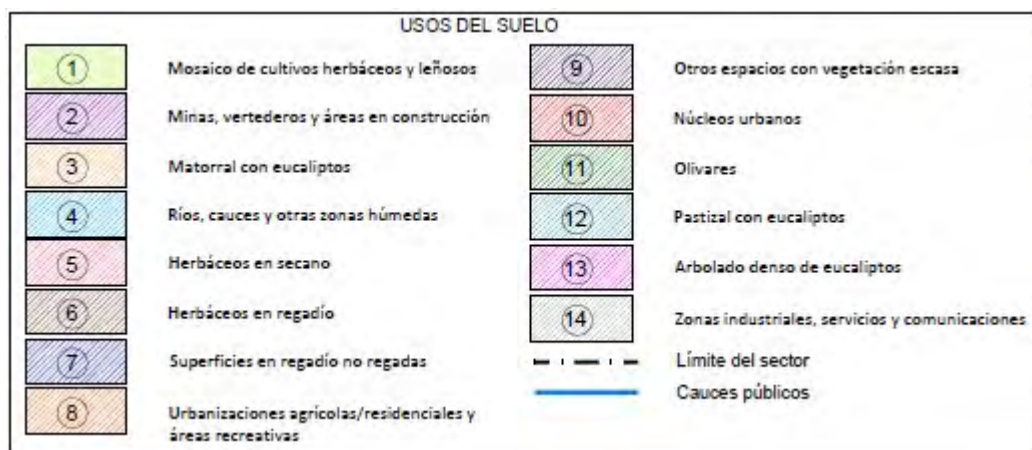 USOS DEL SUELO
1 Mosaico de cultivos herbáceos y leñosos
2 Minas, vertederos y áreas en construcción
3 Matorral con eucaliptos
4 Ríos, cauces y otras zonas húmedas
5 Herbáceos en secano
6 Herbáceos en regadío
7 Superficies en regadío no regadas
8 Urbanizaciones agrícolas/residenciales y
áreas recreativas
9 Otros espacios con vegetación escasa
10 Núcleos urbanos
11 Olivares
12 Pastizal con eucaliptos
13 Arbolado denso de eucaliptos
14 Zonas industriales, servicios y comunicaciones
Límite del sector
Cauces públicos